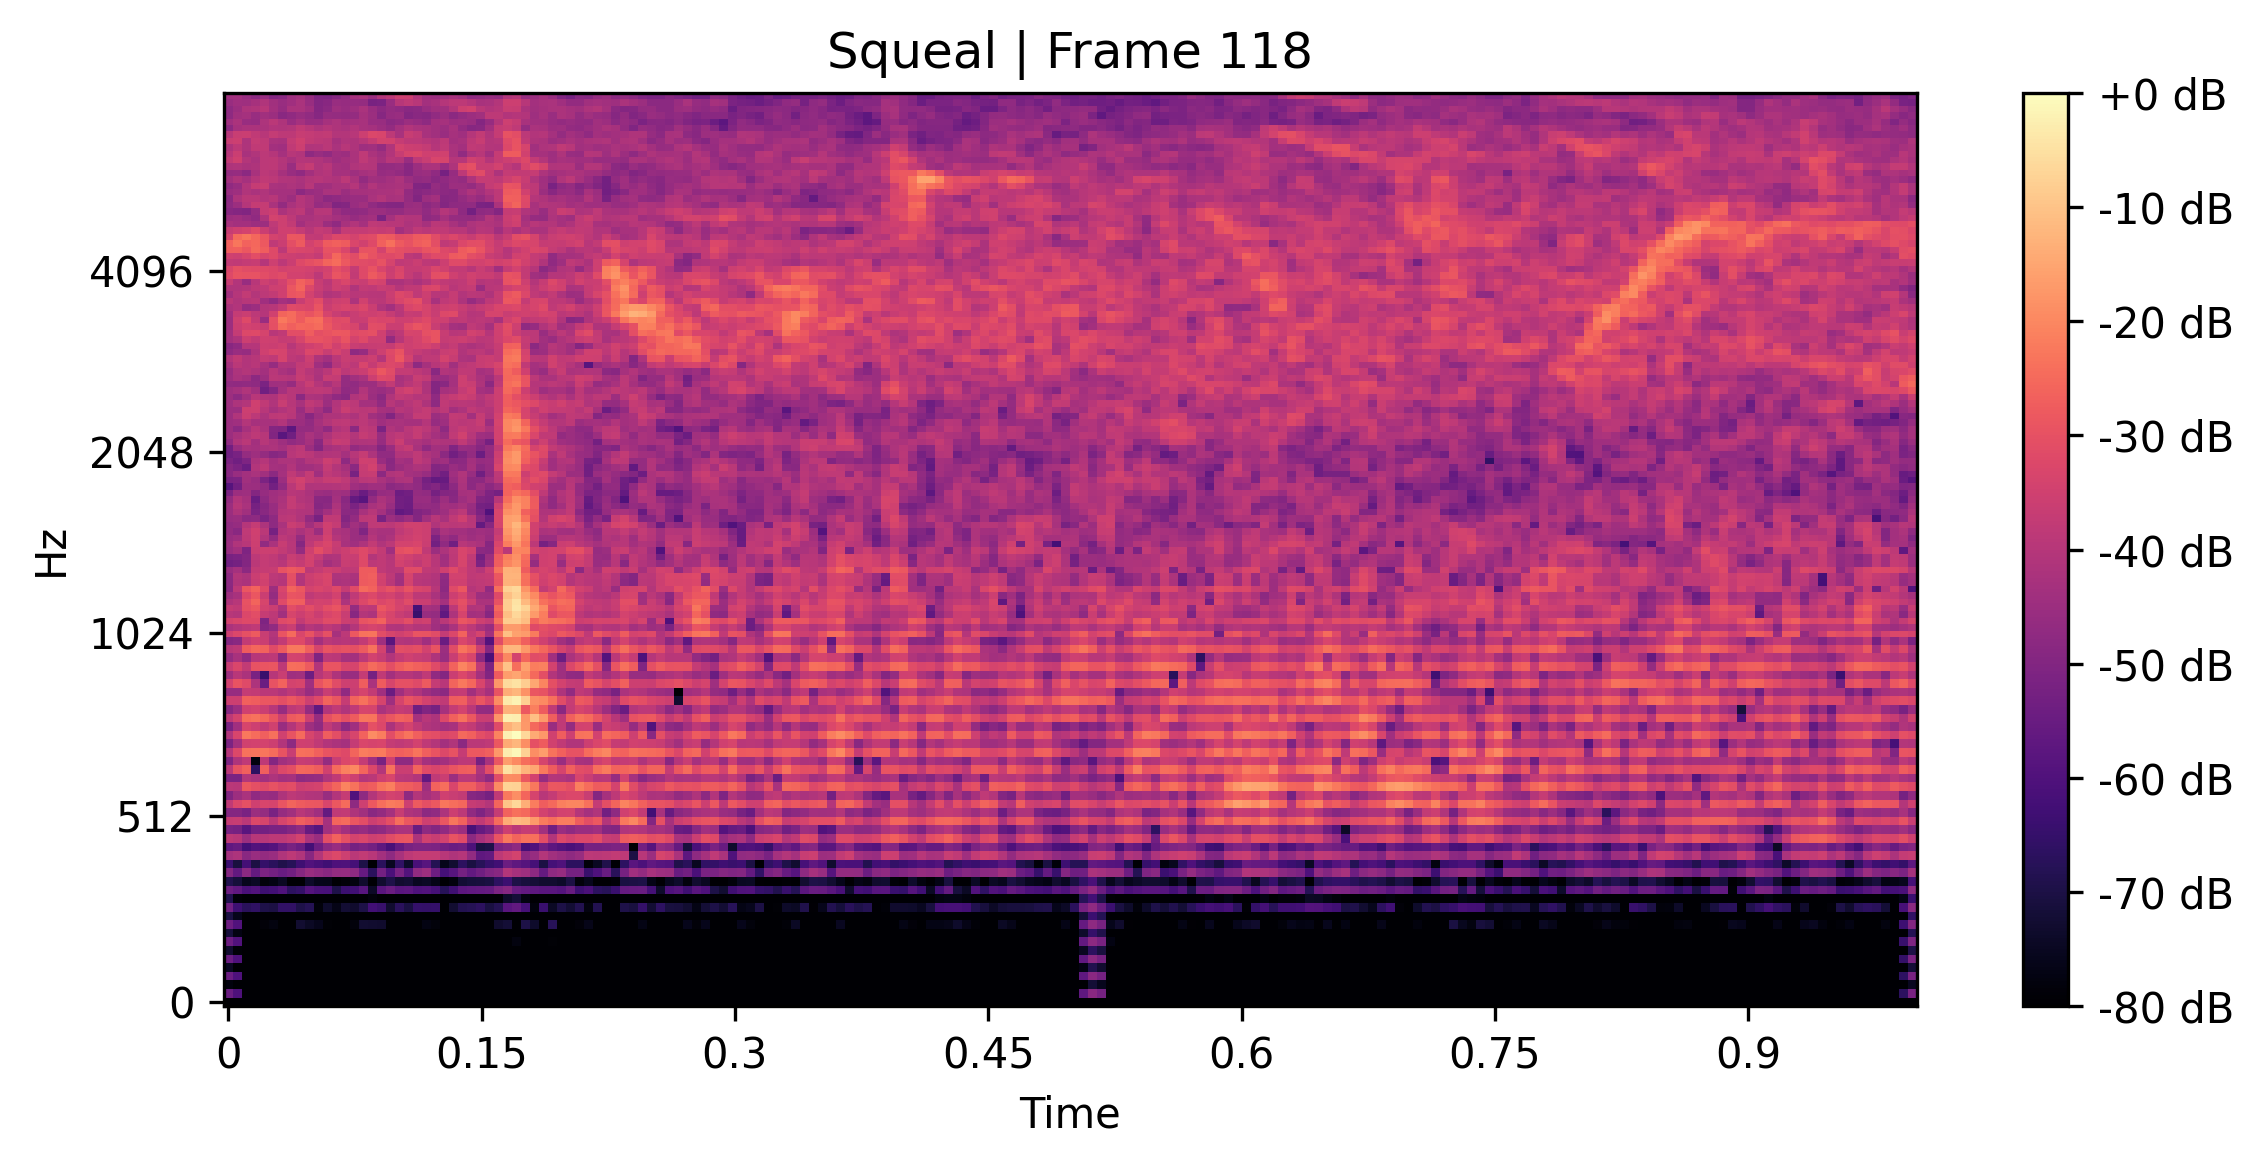 Squeal | Frame 118
+0 dB
-10 dB
-20 dB
-30 dB
-40 dB
-50 dB
-60 dB
-70 dB
-80 dB
Hz
4096
2048
1024
512
0
0 0.15 0.3 0.45 0.6 0.75 0.9
Time